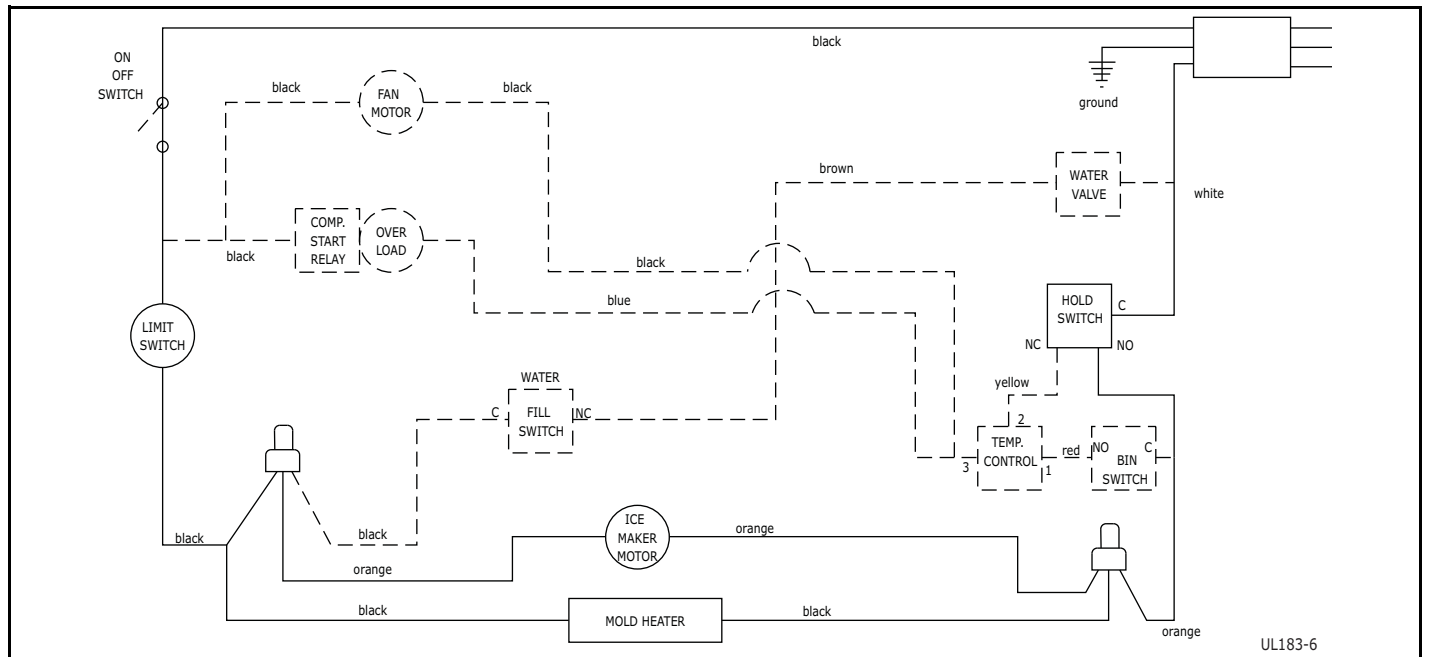 black
ON
OFF
SWITCH
ground
black
FAN
MOTOR
black
brown
WATER
VALVE
white
COMP.
START
RELAY
OVER
LOAD
black
black
blue
HOLD
SWITCH
C
NC
NO
LIMIT
SWITCH
yellow
WATER
C
FILL
SWITCH
NC
2
TEMP.
CONTROL
3
1
red
NO
C
BIN
SWITCH
black
black
orange
ICE
MAKER
MOTOR
orange
black
MOLD HEATER
black
orange
UL183-6